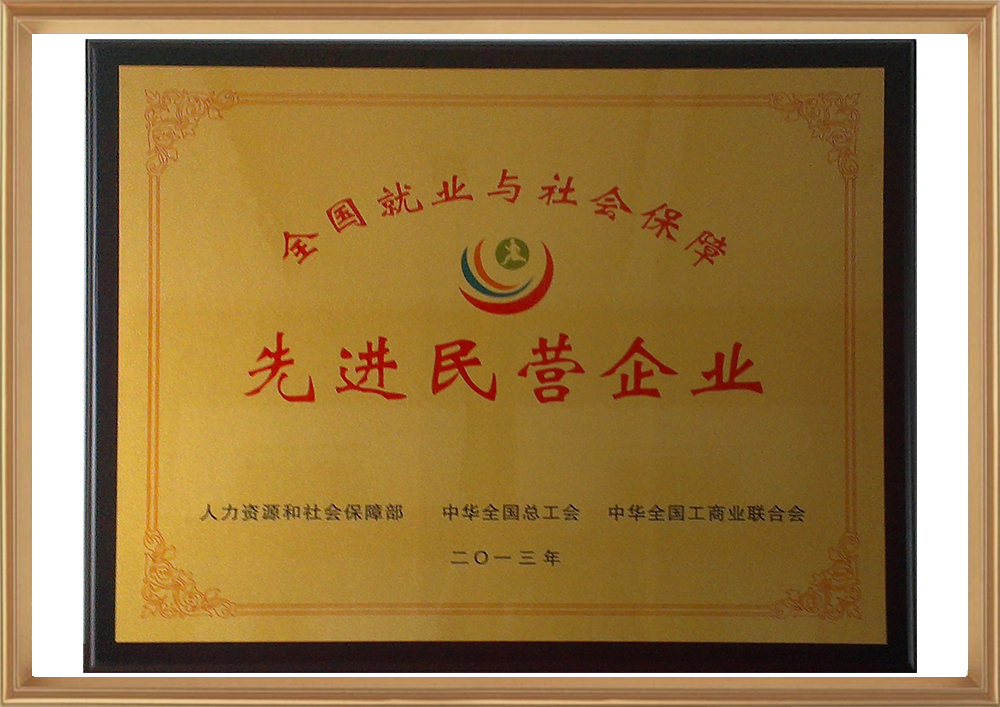 全国就业与社会保障
先进民营企业
人力资源和社会保障部 中华全国总工会 中华全国工商业联合会
二〇一三年